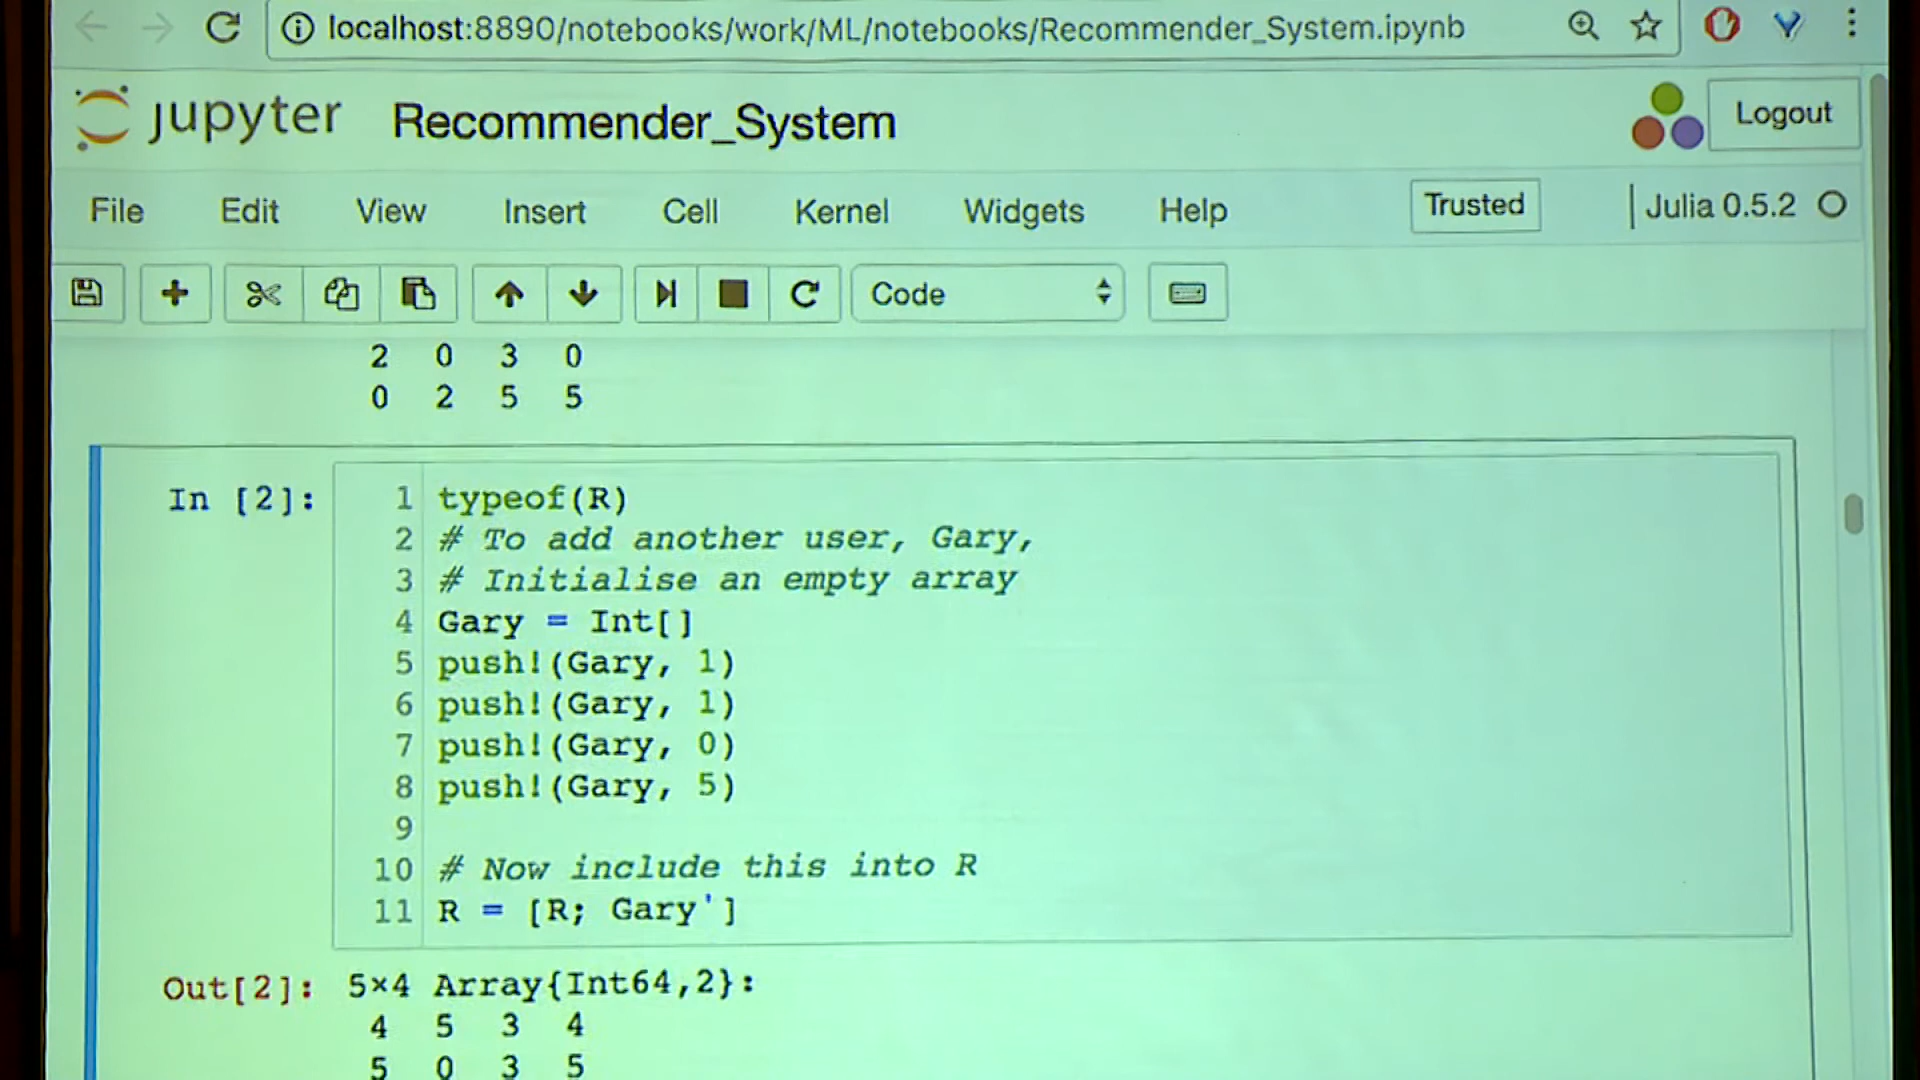 localhost:8890/notebooks/work/ML/notebooks/Recommender_System.ipynb
jupyter Recommender_System Logout
File Edit View Insert Cell Kernel Widgets Help Trusted Julia 0.5.2
Code
2 0 3 0
0 2 5 5
In [2]: 1 typeof(R)
2 # To add another user, Gary,
3 # Initialise an empty array
4 Gary = Int[]
5 push!(Gary, 1)
6 push!(Gary, 1)
7 push!(Gary, 0)
8 push!(Gary, 5)
9
10 # Now include this into R
11 R = [R; Gary']
Out[2]: 5×4 Array{Int64,2}:
4 5 3 4
5 0 3 5